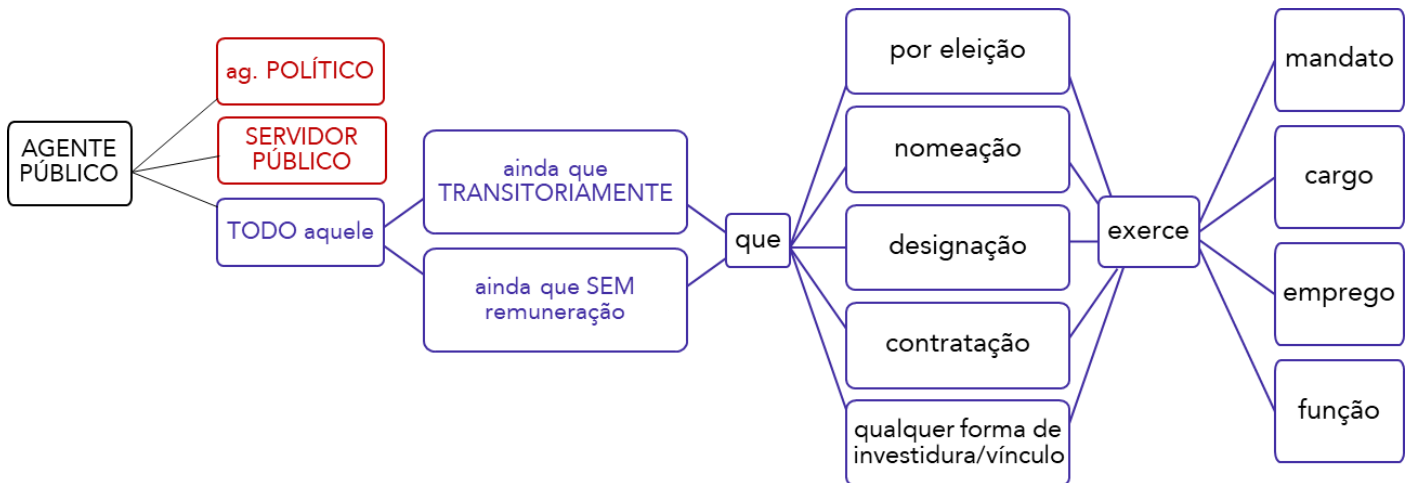 AGENTE
PÚBLICO
ag. POLÍTICO
SERVIDOR
PÚBLICO
TODO aquele
ainda que
TRANSITORIAMENTE
ainda que SEM
remuneração
que
por eleição
nomeação
designação
contratação
qualquer forma de
investidura/vínculo
exerce
mandato
cargo
emprego
função